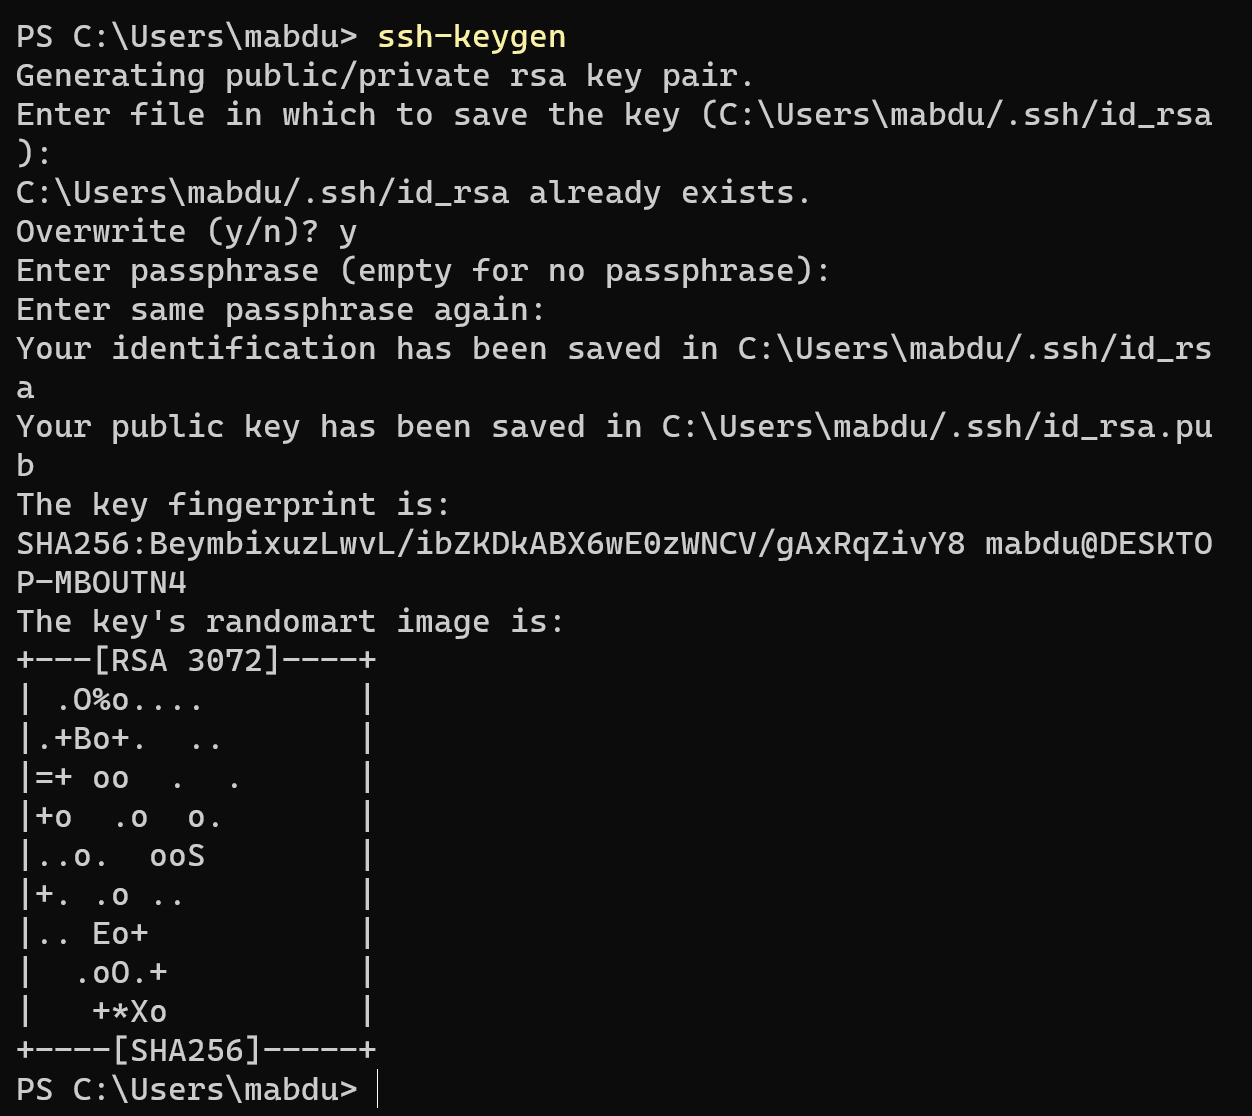 PS C:\Users\mabdu> ssh-keygen
Generating public/private rsa key pair.
Enter file in which to save the key (C:\Users\mabdu/.ssh/id_rsa
):
C:\Users\mabdu/.ssh/id_rsa already exists.
Overwrite (y/n)? y
Enter passphrase (empty for no passphrase):
Enter same passphrase again:
Your identification has been saved in C:\Users\mabdu/.ssh/id_rs
a
Your public key has been saved in C:\Users\mabdu/.ssh/id_rsa.pu
b
The key fingerprint is:
SHA256:BeymbixuzLwvL/ibZKDkABX6wE0zWNCV/gAxRqZivY8 mabdu@DESKTO
P-MBOUTN4
The key's randomart image is:
+---[RSA 3072]----+
| .O%o....        |
|.+Bo+.  ..       |
|=+ oo  .  .      |
|+o  .o  o.       |
|..o.  ooS        |
|+. .o ..         |
|.. Eo+           |
|  .oO.+          |
|   +*Xo          |
+----[SHA256]-----+
PS C:\Users\mabdu>